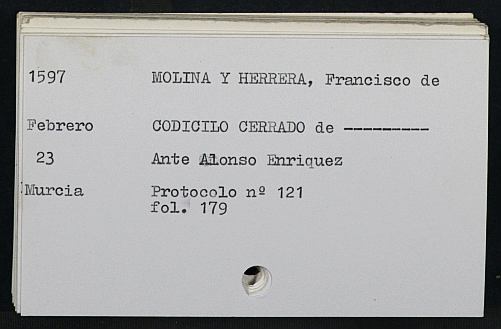 1597 MOLINA Y HERRERA, Francisco de
Febrero CODICILO CERRADO de ---------
23 Ante Alonso Enriquez
Murcia Protocolo nº 121
fol. 179